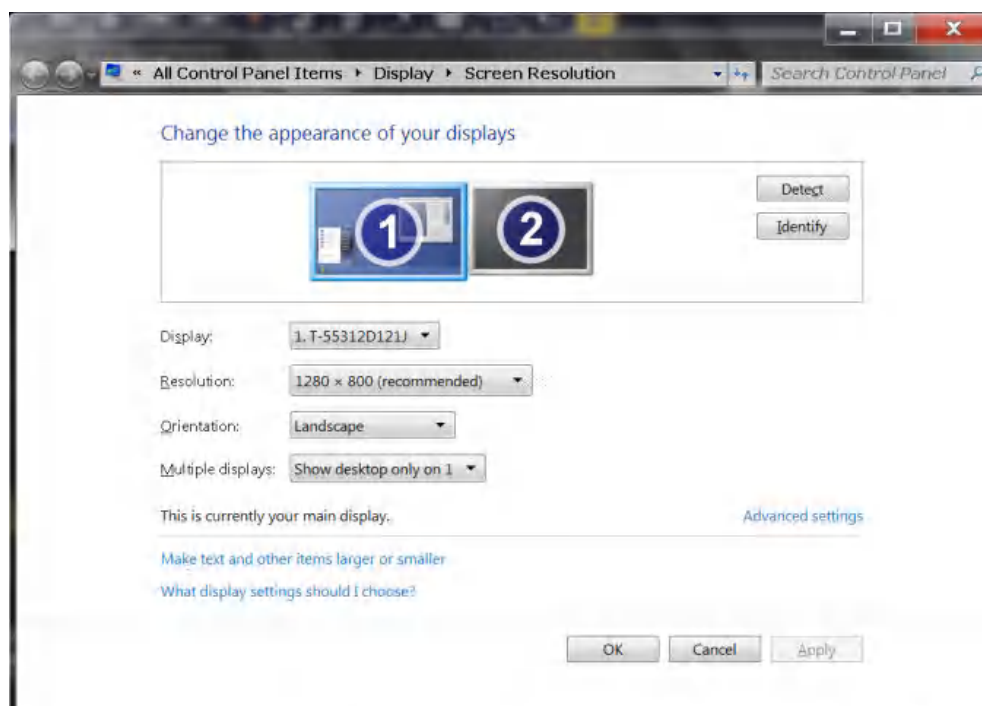 « All Control Panel Items ▸ Display ▸ Screen Resolution
Search Control Panel
Change the appearance of your displays
1
2
Detect
Identify
Display: 1. T-55312D121J
Resolution: 1280 × 800 (recommended)
Orientation: Landscape
Multiple displays: Show desktop only on 1
This is currently your main display. Advanced settings
Make text and other items larger or smaller
What display settings should I choose?
OK Cancel Apply